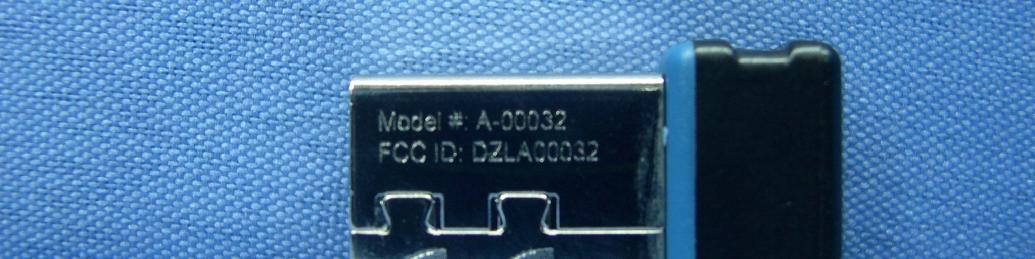 Model #: A-00032
FCC ID: DZLA00032